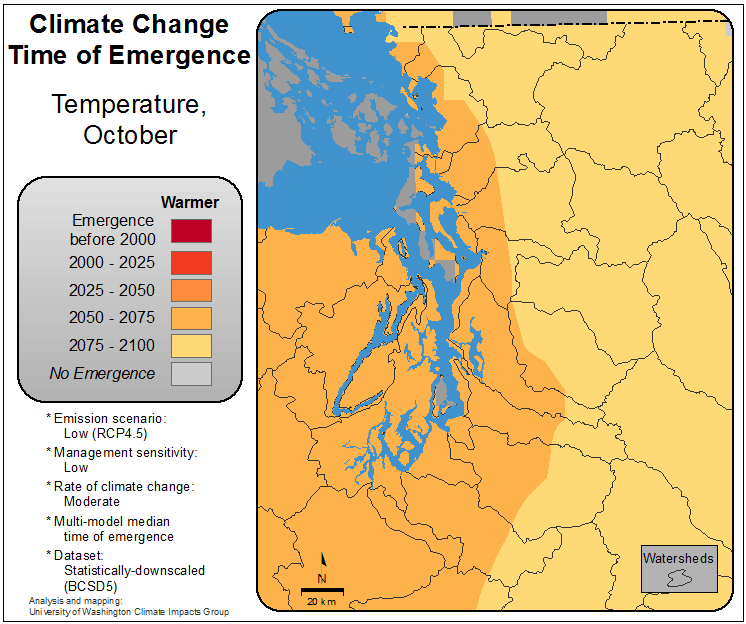 Climate Change
Time of Emergence
Temperature,
October
Warmer
Emergence
before 2000
2000 - 2025
2025 - 2050
2050 - 2075
2075 - 2100
No Emergence
* Emission scenario:
Low (RCP4.5)
* Management sensitivity:
Low
* Rate of climate change:
Moderate
* Multi-model median
time of emergence
* Dataset:
Statistically-downscaled
(BCSD5)
Analysis and mapping:
University of Washington Climate Impacts Group
N
20 km
Watersheds